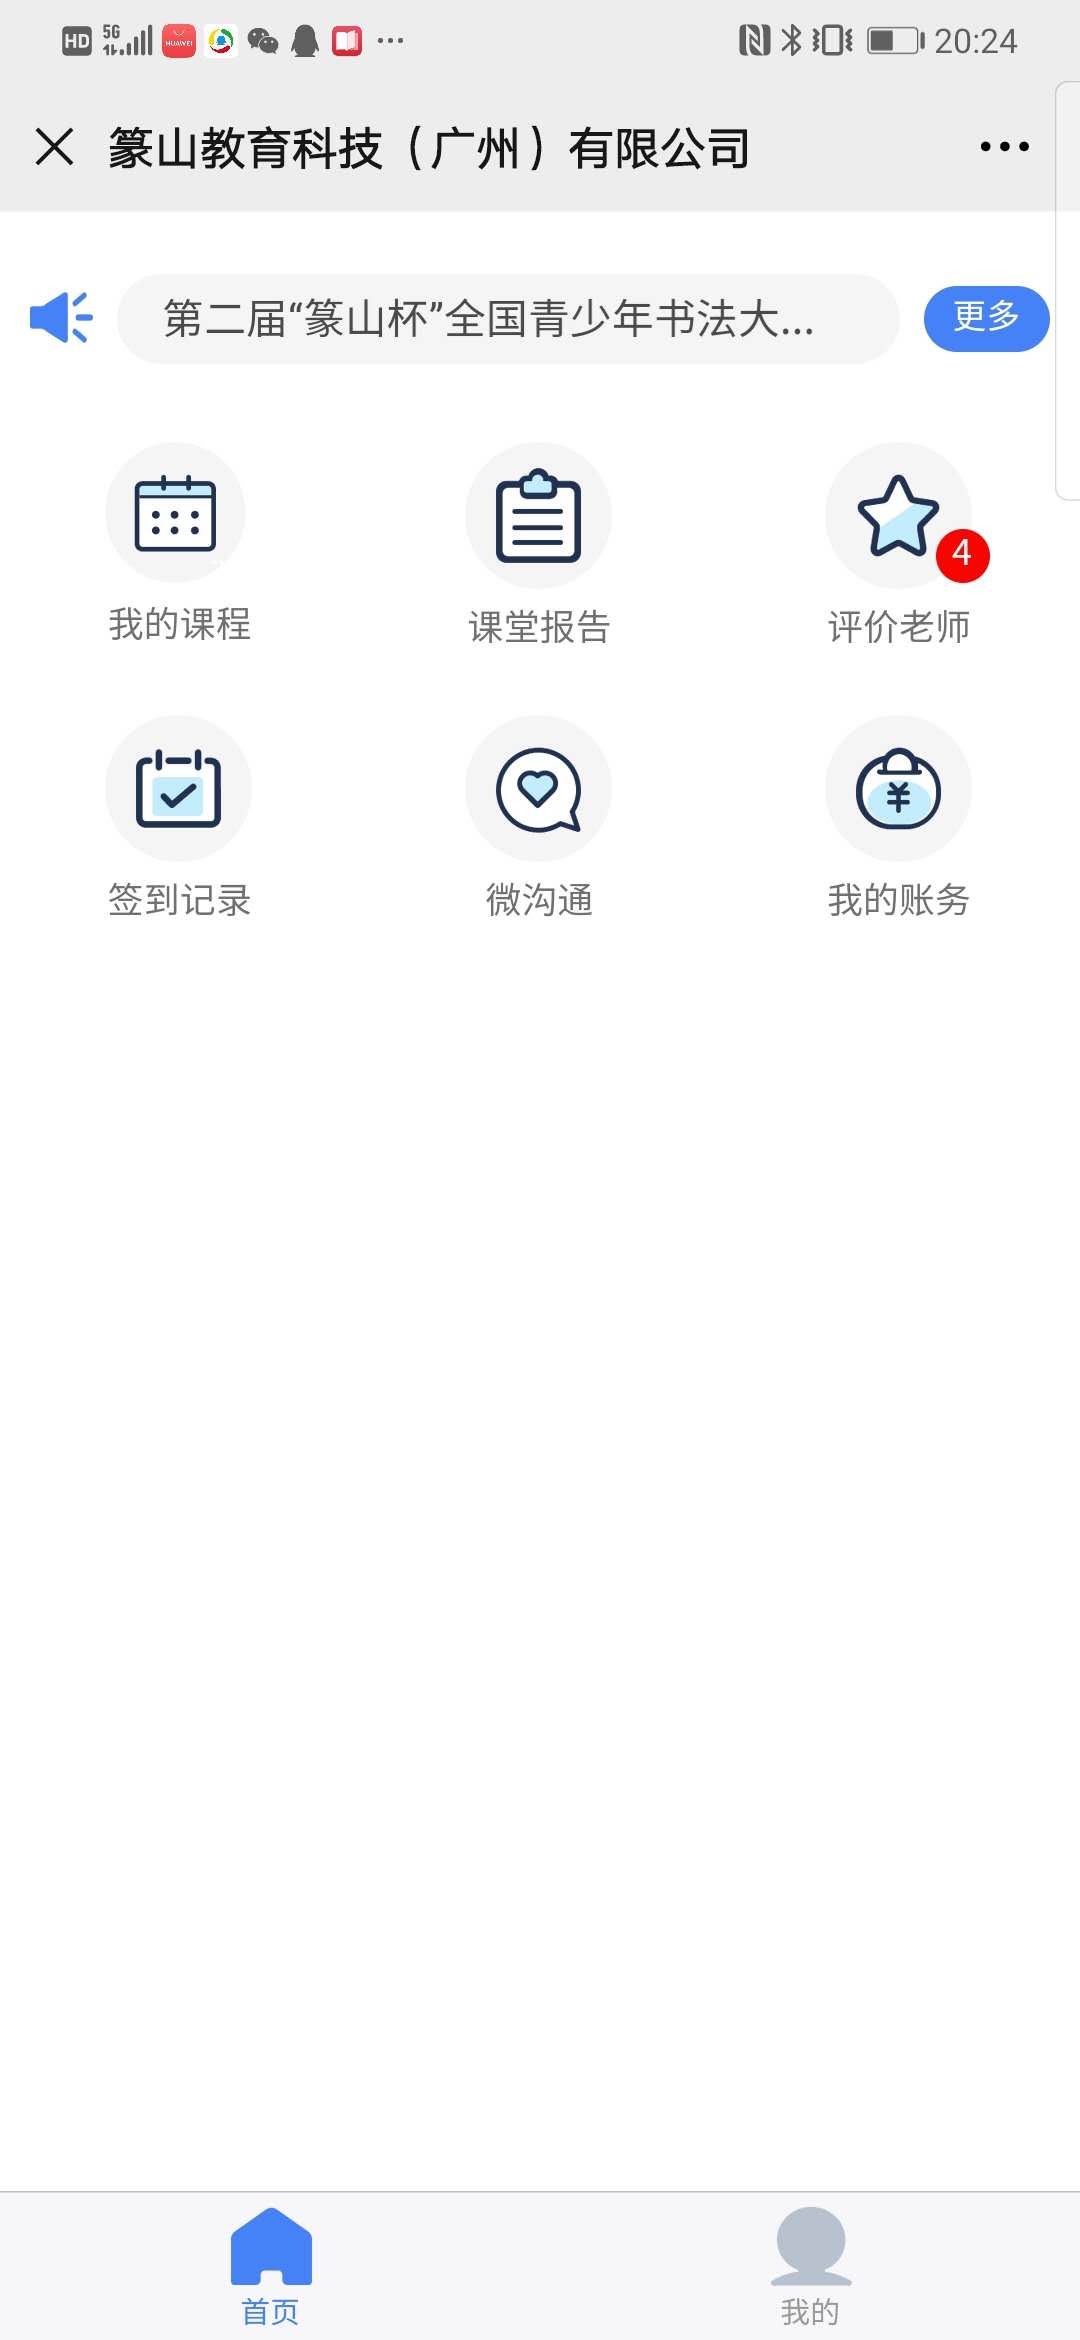 HD 5G HUAWEI 20:24
篆山教育科技（广州）有限公司
第二届“篆山杯”全国青少年书法大...
更多
4
我的课程 课堂报告 评价老师
¥
签到记录 微沟通 我的账务
首页 我的